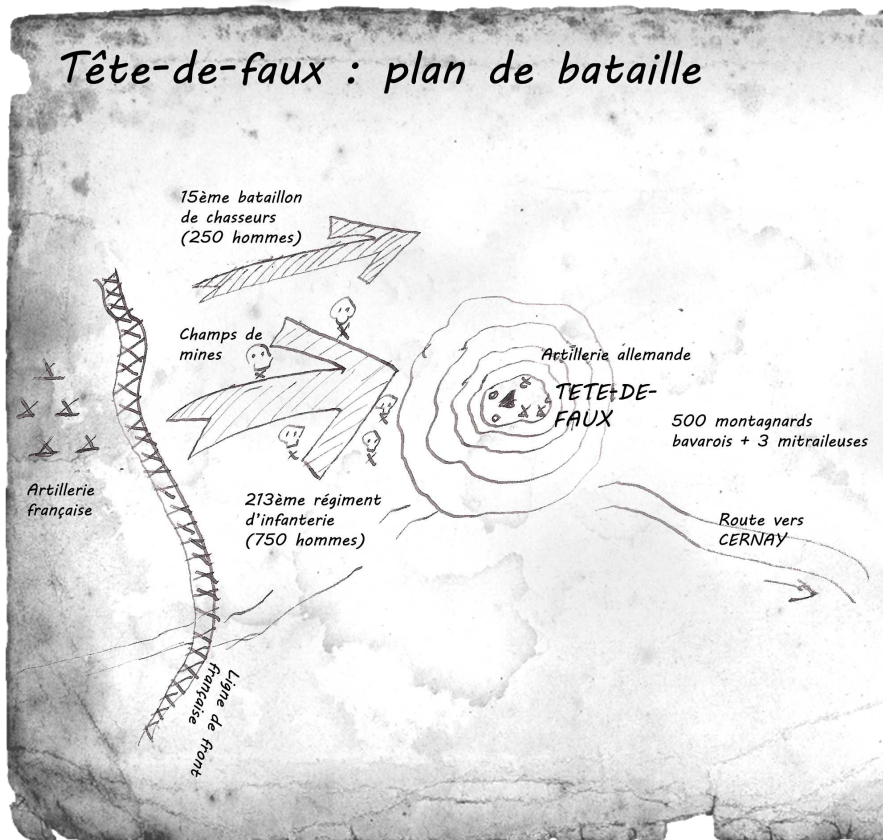 Tête-de-faux : plan de bataille
15ème bataillon
de chasseurs
(250 hommes)
Champs de
mines
Artillerie allemande
TETE-DE-
FAUX
500 montagnards
bavarois + 3 mitraileuses
Artillerie
française
213ème régiment
d'infanterie
(750 hommes)
Route vers
CERNAY
Ligne de front
française